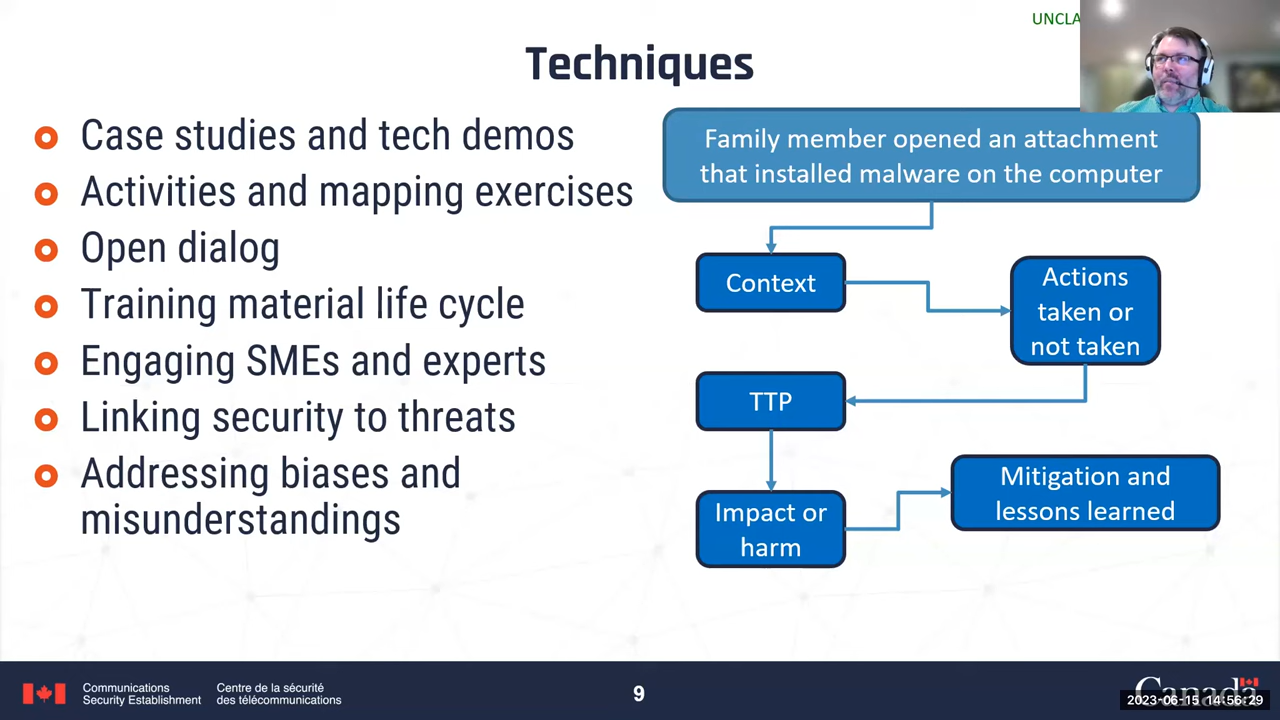 UNCLA
Techniques
Case studies and tech demos
Activities and mapping exercises
Open dialog
Training material life cycle
Engaging SMEs and experts
Linking security to threats
Addressing biases and
misunderstandings
Family member opened an attachment
that installed malware on the computer
Context
Actions
taken or
not taken
TTP
Impact or
harm
Mitigation and
lessons learned
Communications
Security Establishment
Centre de la sécurité
des télécommunications
9
Canada
2023-06-15 14:56:29